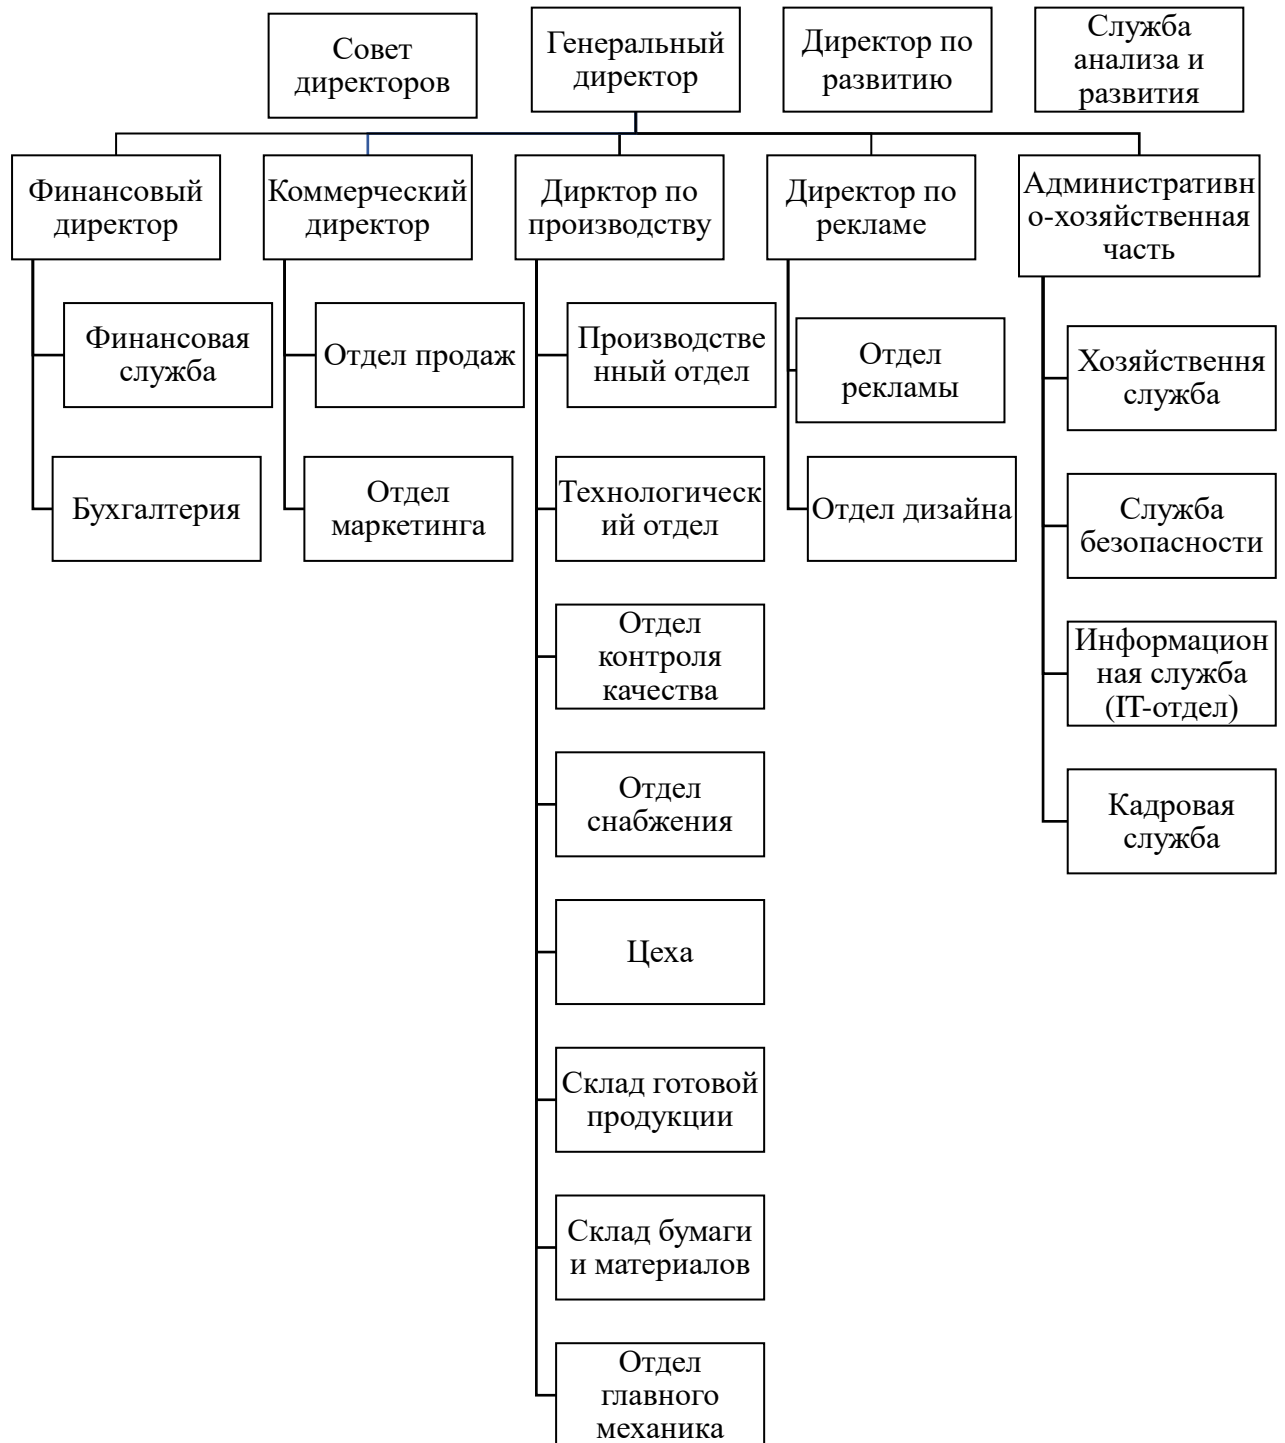 Совет
директоров
Генеральный
директор
Директор по
развитию
Служба
анализа и
развития
Финансовый
директор
Коммерческий
директор
Дирктор по
производству
Директор по
рекламе
Административн
о-хозяйственная
часть
Финансовая
служба
Бухгалтерия
Отдел продаж
Отдел
маркетинга
Производстве
нный отдел
Технологическ
ий отдел
Отдел
контроля
качества
Отдел
снабжения
Цеха
Склад готовой
продукции
Склад бумаги
и материалов
Отдел
главного
механика
Отдел
рекламы
Отдел дизайна
Хозяйствення
служба
Служба
безопасности
Информацион
ная служба
(IT-отдел)
Кадровая
служба